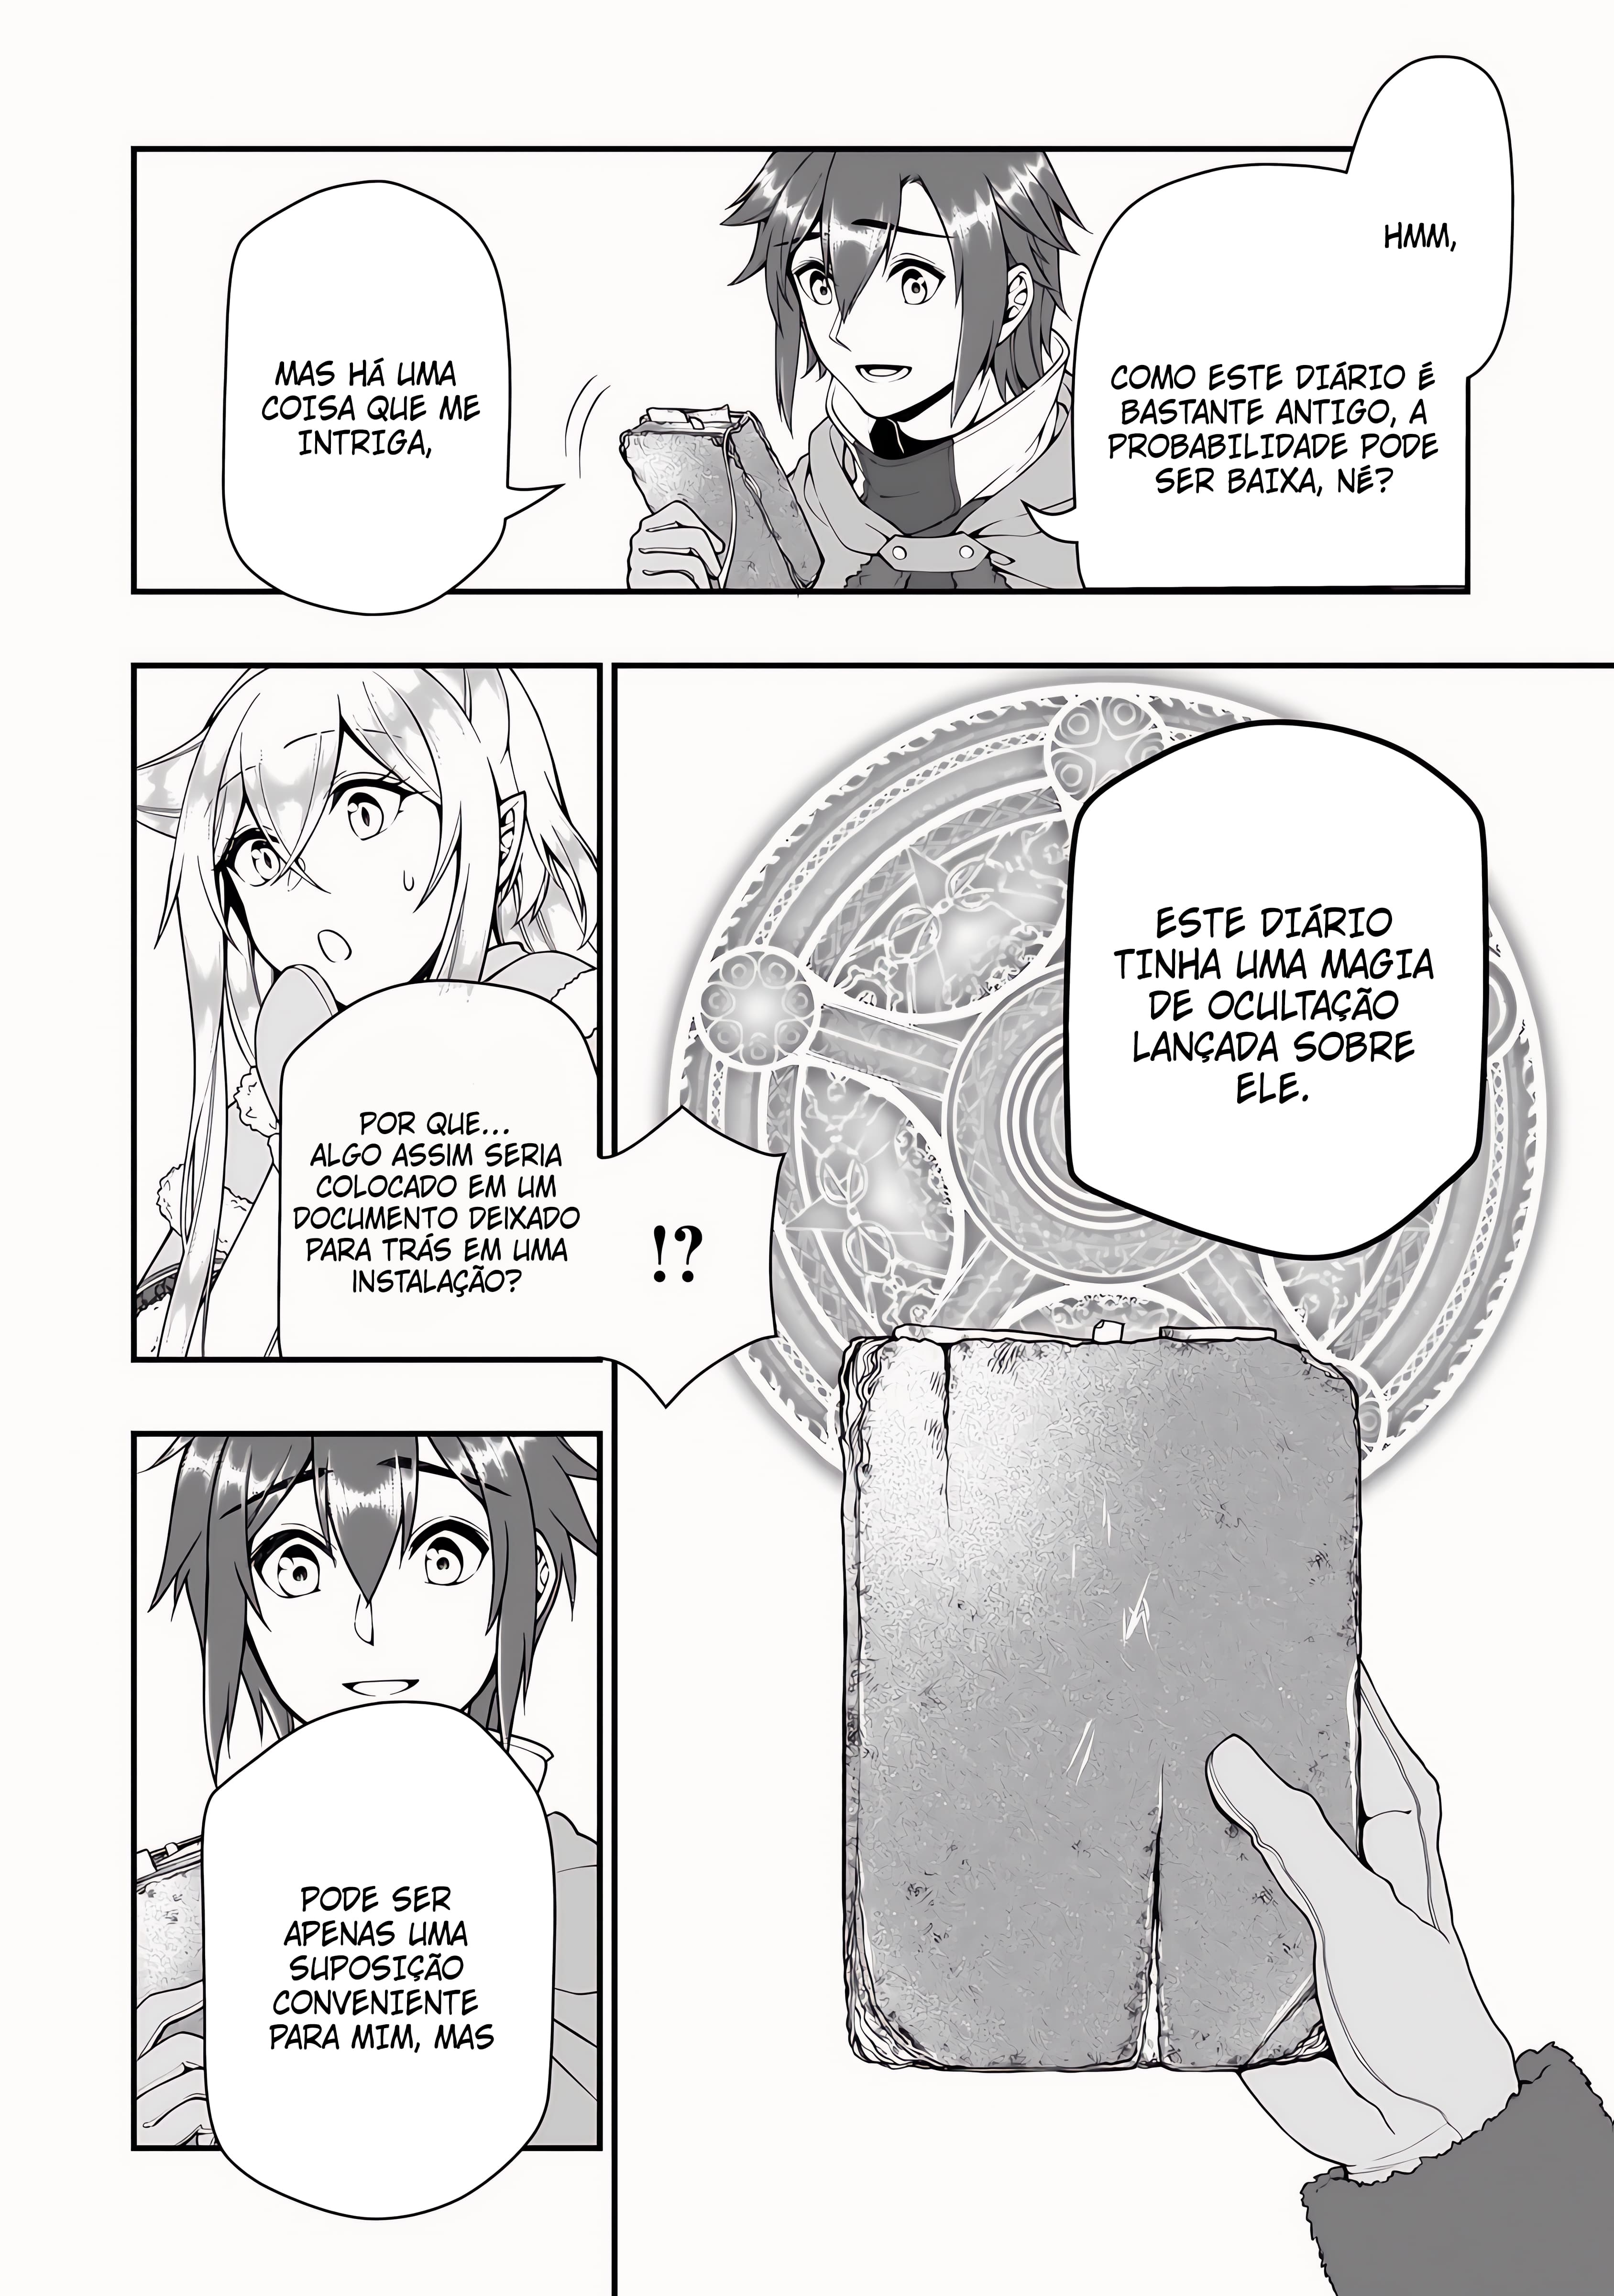 HMM,
COMO ESTE DIÁRIO É
BASTANTE ANTIGO, A
PROBABILIDADE PODE
SER BAIXA, NÉ?
MAS HÁ UMA
COISA QUE ME
INTRIGA,
ESTE DIÁRIO
TINHA UMA MAGIA
DE OCULTAÇÃO
LANÇADA SOBRE
ELE.
!?
POR QUE...
ALGO ASSIM SERIA
COLOCADO EM UM
DOCUMENTO DEIXADO
PARA TRÁS EM UMA
INSTALAÇÃO?
PODE SER
APENAS UMA
SUPOSIÇÃO
CONVENIENTE
PARA MIM, MAS